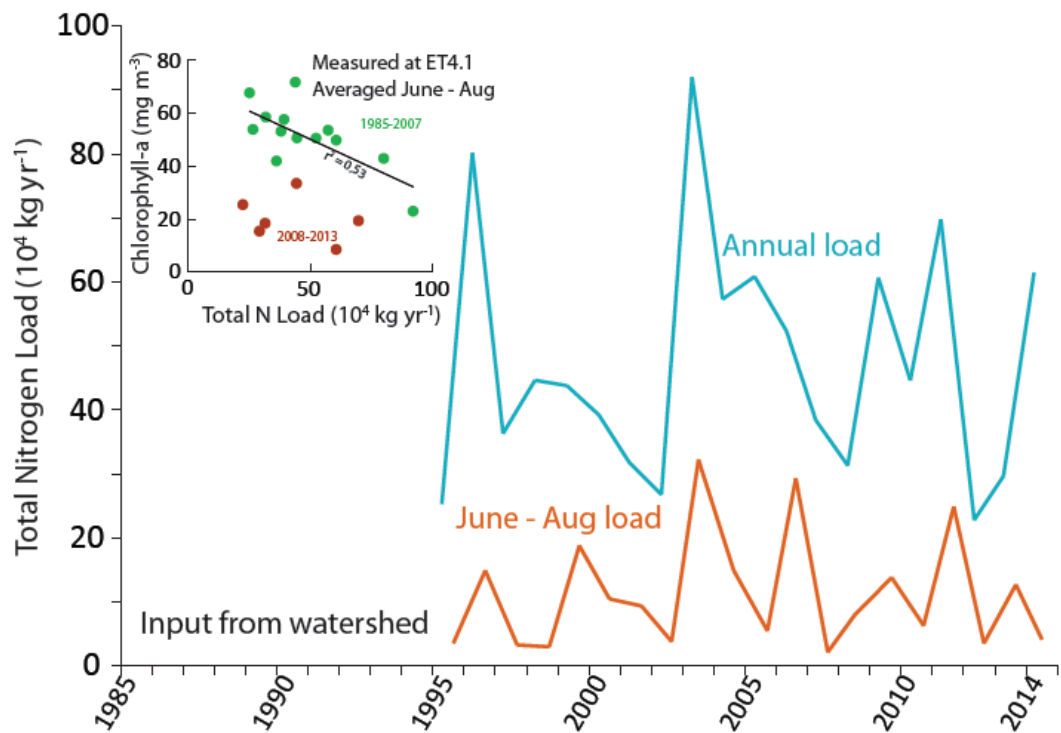 100
80
60
40
20
0
Total Nitrogen Load (10⁴ kg yr⁻¹)
80
60
40
20
0
Chlorophyll-a (mg m⁻³)
Measured at ET4.1
Averaged June - Aug
1985-2007
r² = 0,53
2008-2013
0
50
100
Total N Load (10⁴ kg yr⁻¹)
Annual load
June - Aug load
Input from watershed
1985
1990
1995
2000
2005
2010
2014